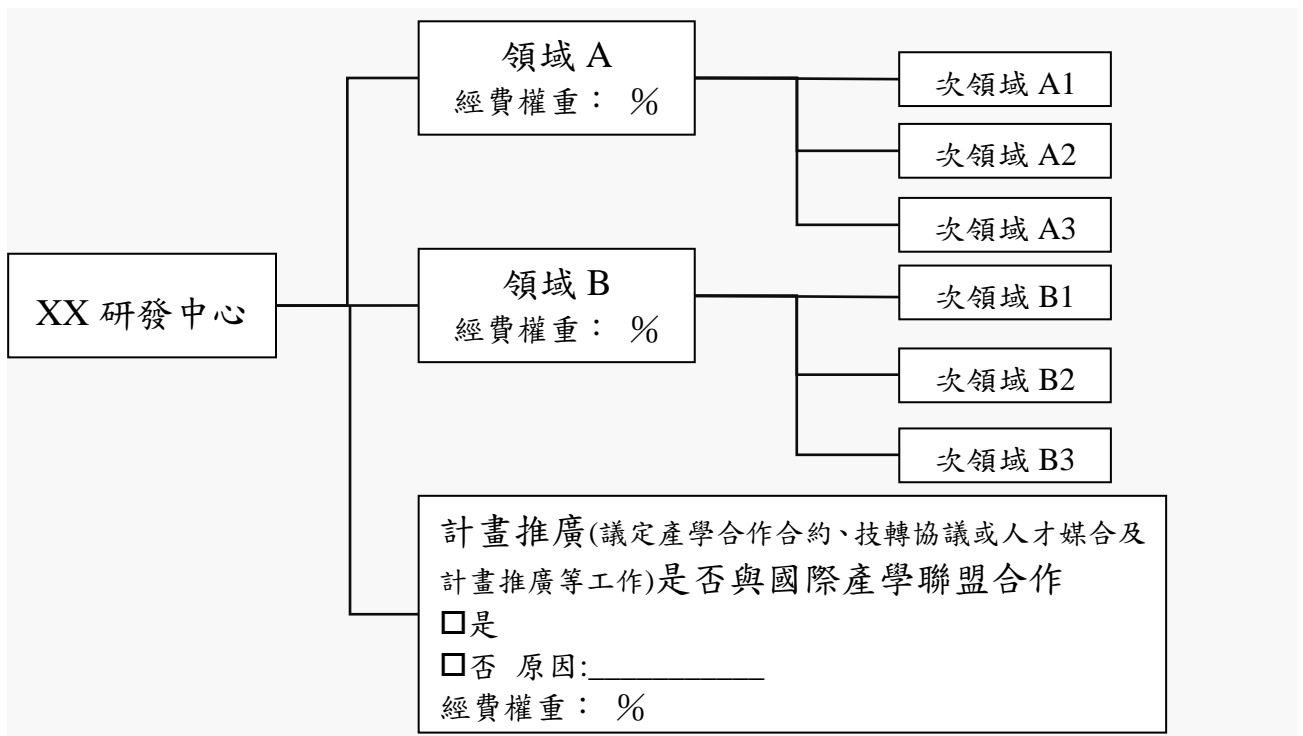 領域 A
經費權重： %
次領域 A1
次領域 A2
次領域 A3
XX 研發中心
領域 B
經費權重： %
次領域 B1
次領域 B2
次領域 B3
計畫推廣(議定產學合作合約、技轉協議或人才媒合及
計畫推廣等工作)是否與國際產學聯盟合作
□是
□否 原因:___________
經費權重： %